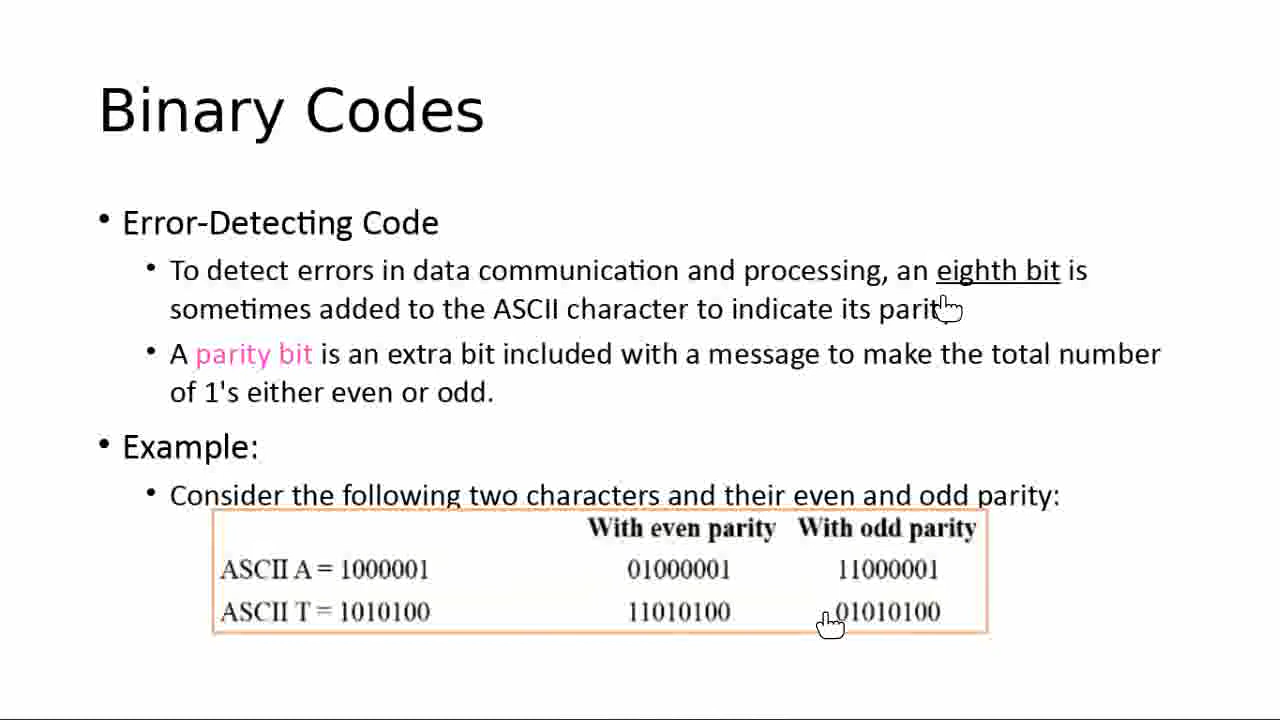 Binary Codes
• Error-Detecting Code
• To detect errors in data communication and processing, an eighth bit is
sometimes added to the ASCII character to indicate its parity.
• A parity bit is an extra bit included with a message to make the total number
of 1's either even or odd.
• Example:
• Consider the following two characters and their even and odd parity:
With even parity With odd parity
ASCII A = 1000001 01000001 11000001
ASCII T = 1010100 11010100 01010100